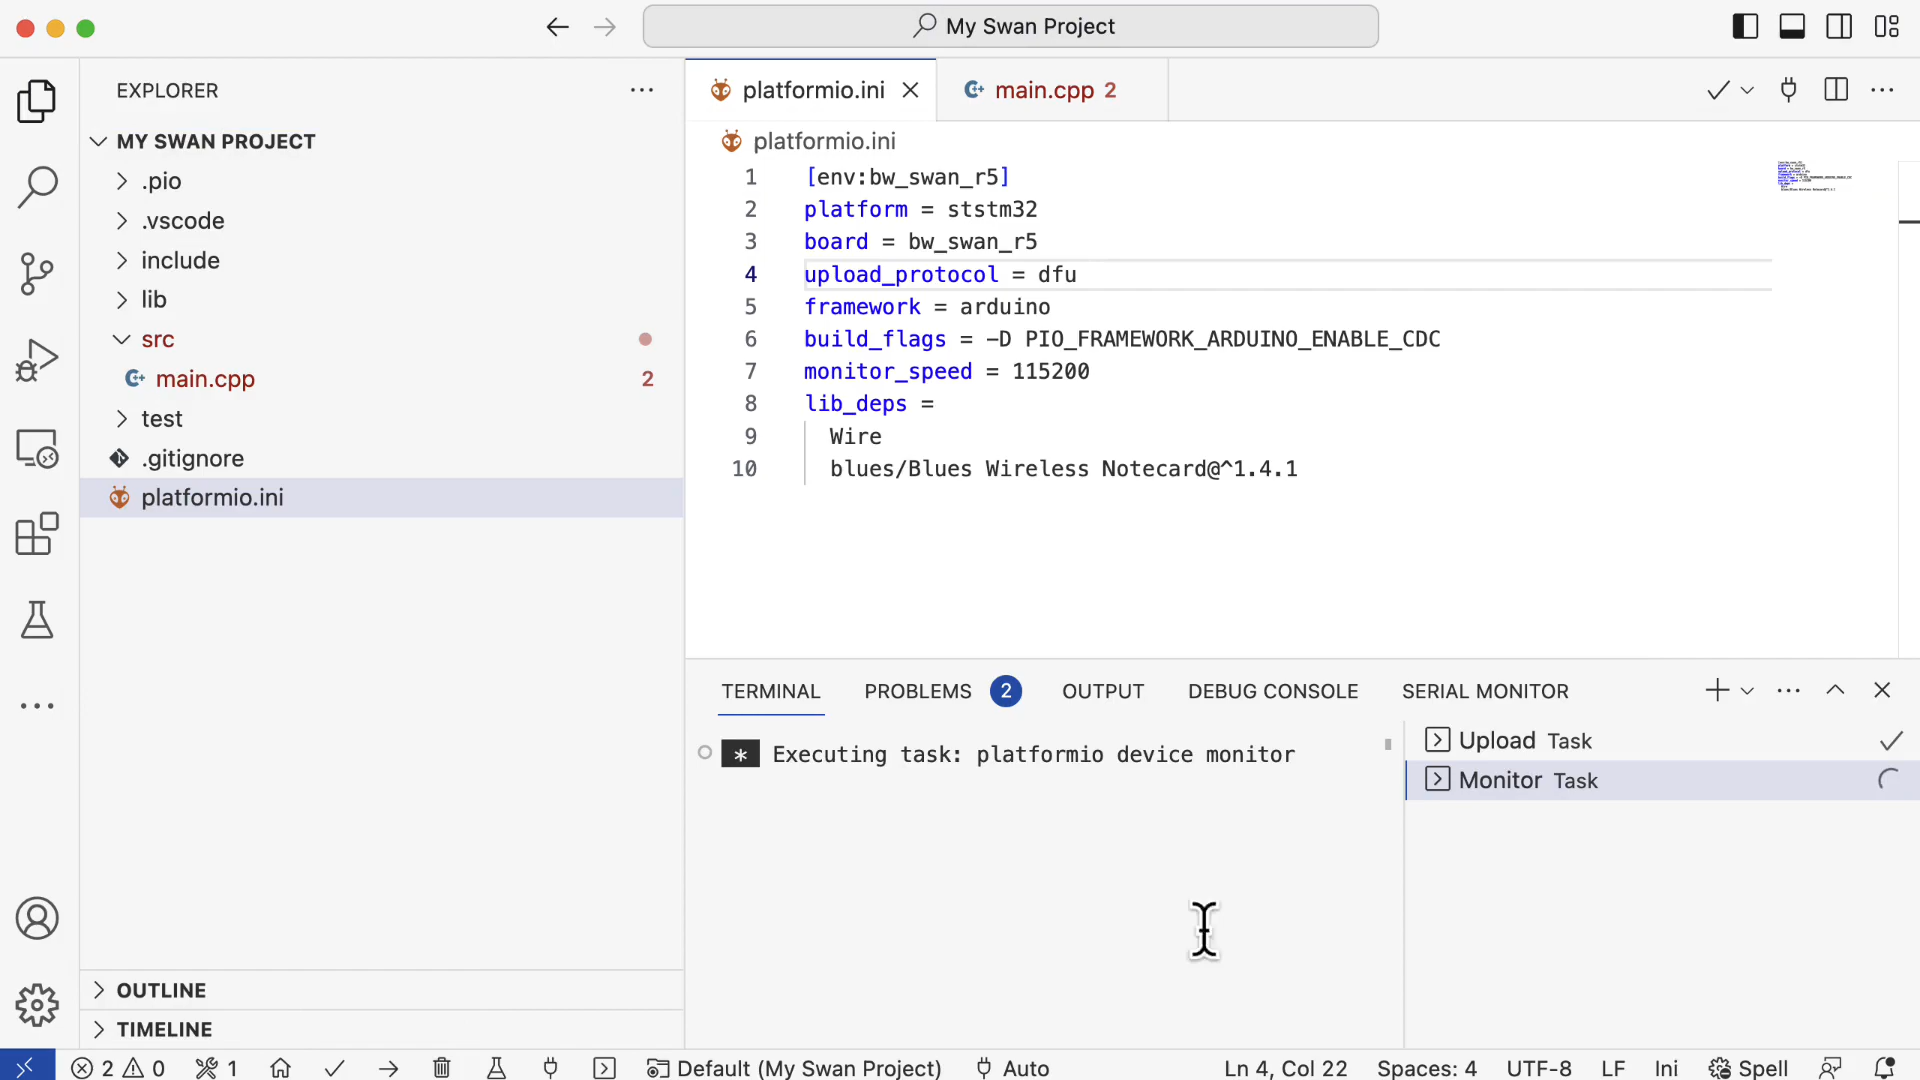 My Swan Project
EXPLORER
MY SWAN PROJECT
.pio
.vscode
include
lib
src
main.cpp 2
test
.gitignore
platformio.ini
OUTLINE
TIMELINE
platformio.ini
main.cpp 2
platformio.ini
1 [env:bw_swan_r5]
2 platform = ststm32
3 board = bw_swan_r5
4 upload_protocol = dfu
5 framework = arduino
6 build_flags = -D PIO_FRAMEWORK_ARDUINO_ENABLE_CDC
7 monitor_speed = 115200
8 lib_deps =
9 Wire
10 blues/Blues Wireless Notecard@^1.4.1
TERMINAL PROBLEMS 2 OUTPUT DEBUG CONSOLE SERIAL MONITOR
* Executing task: platformio device monitor
Upload Task
Monitor Task
2 0 1 Default (My Swan Project) Auto Ln 4, Col 22 Spaces: 4 UTF-8 LF Ini Spell